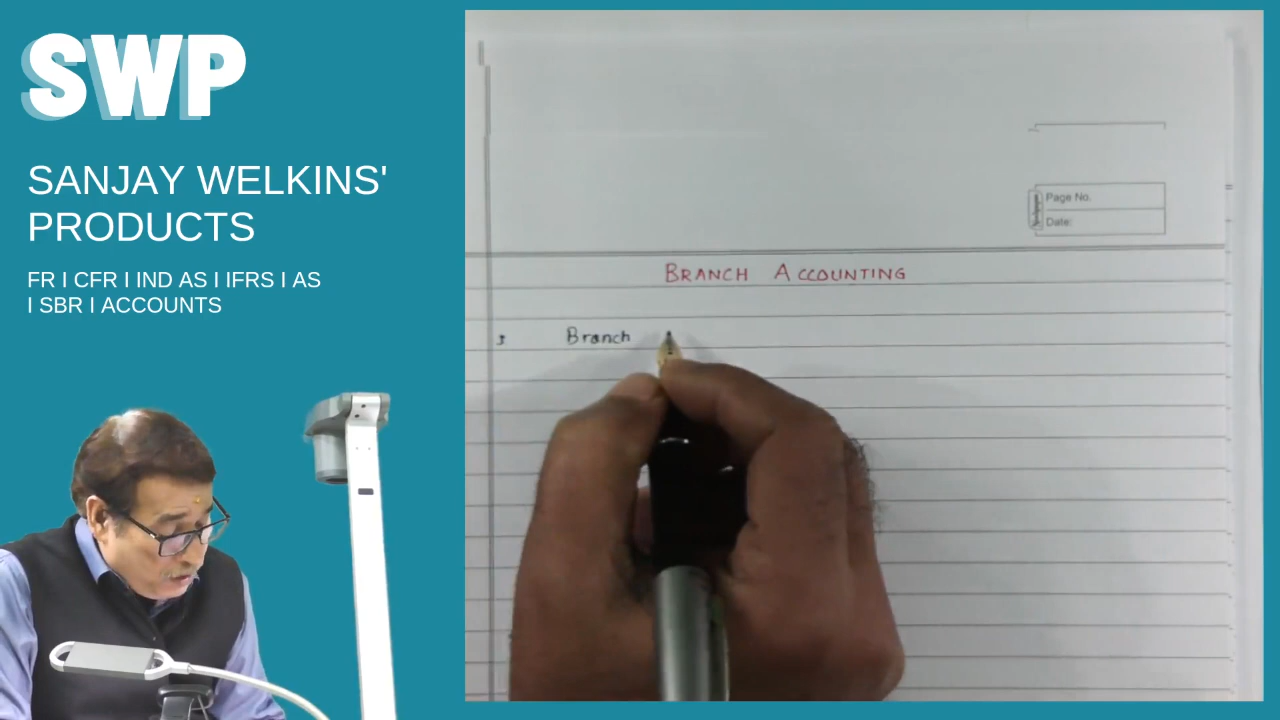 SWP
SANJAY WELKINS'
PRODUCTS
FR I CFR I IND AS I IFRS I AS
I SBR I ACCOUNTS
Page No.
Date:
BRANCH ACCOUNTING
Branch